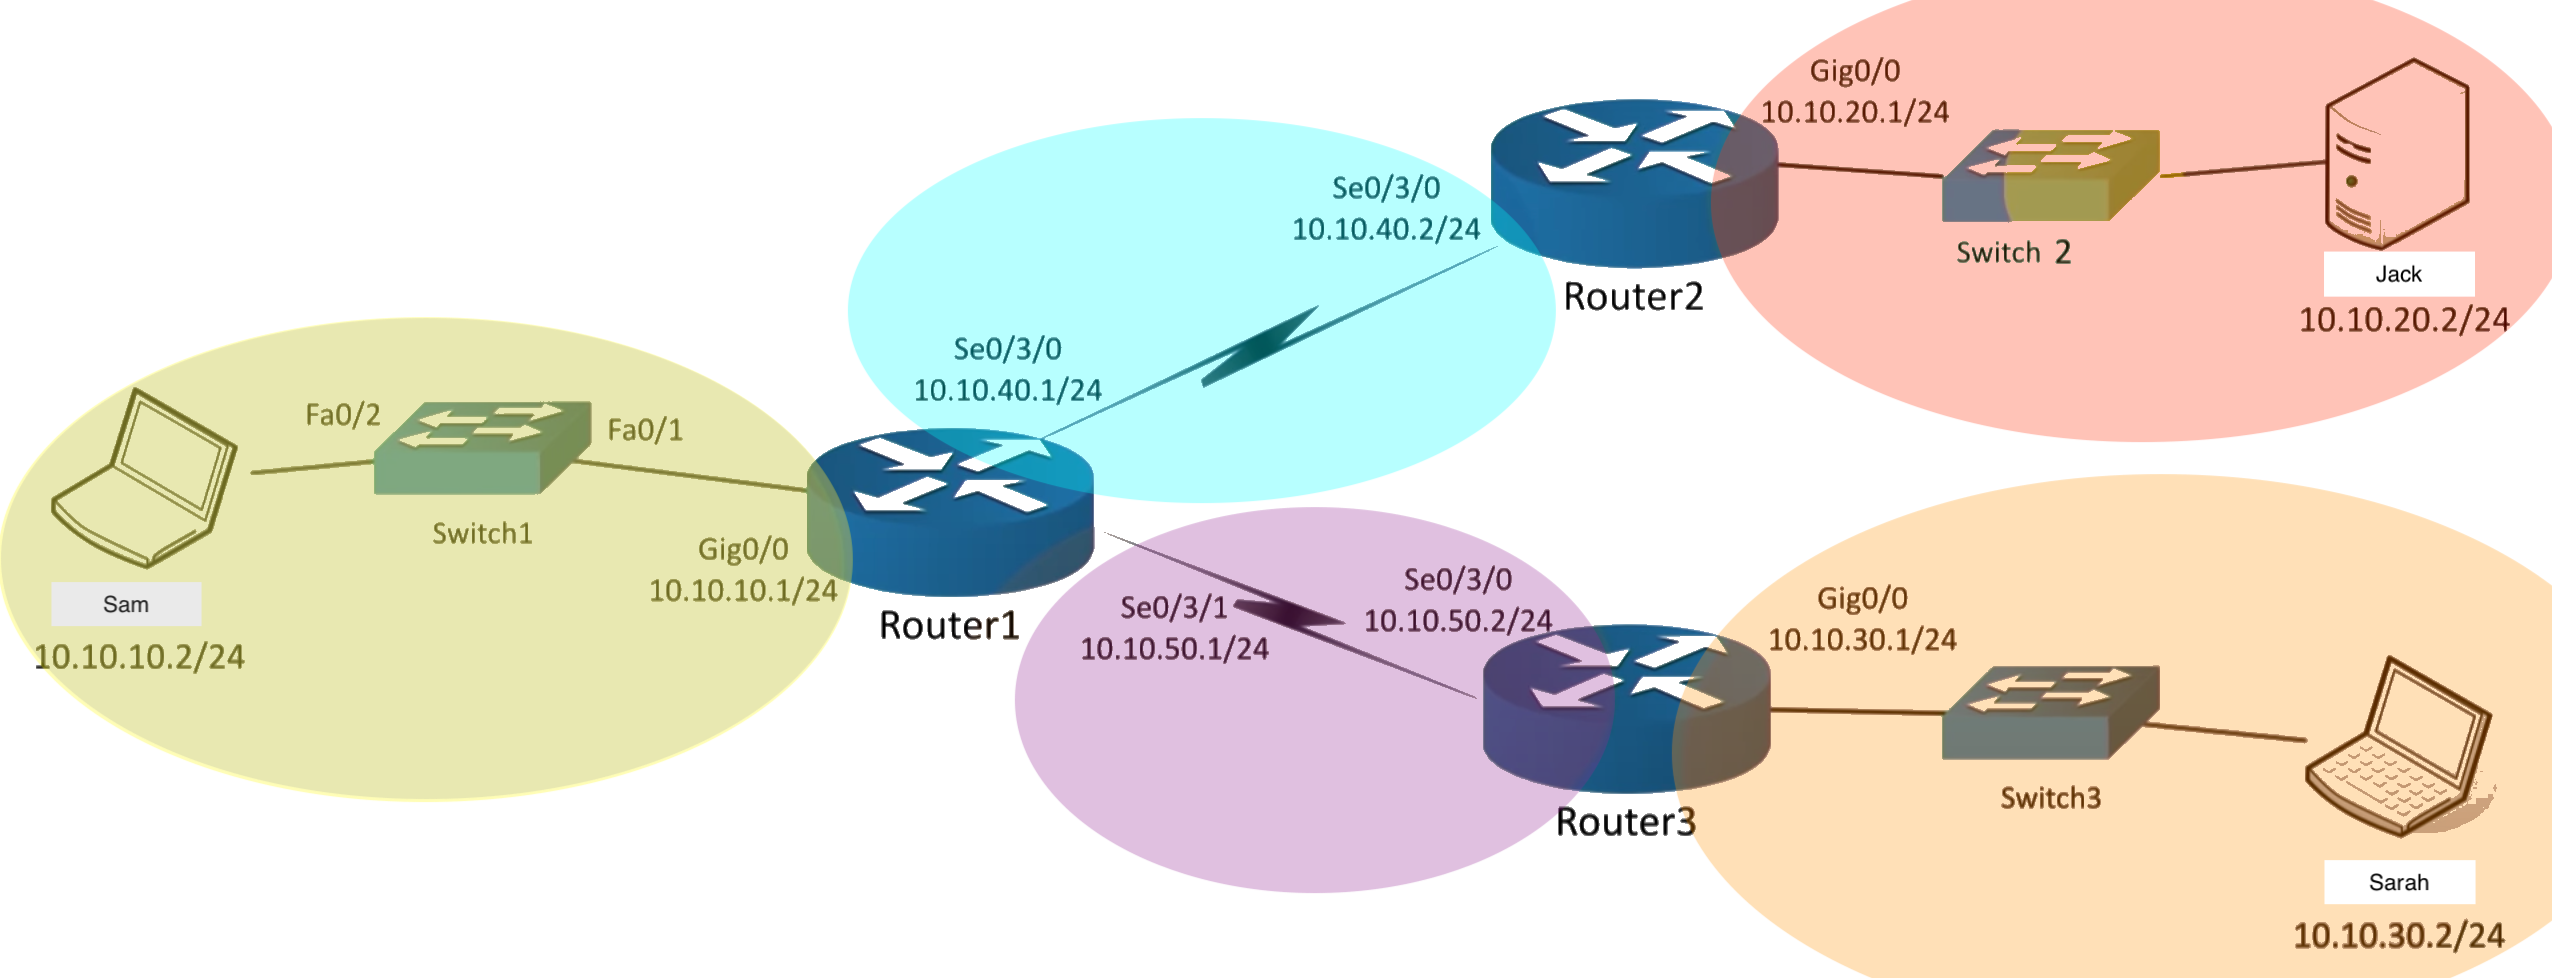 Gig0/0
10.10.20.1/24
Se0/3/0
10.10.40.2/24
Switch 2
Jack
10.10.20.2/24
Router2
Se0/3/0
10.10.40.1/24
Fa0/2
Fa0/1
Switch1
Gig0/0
10.10.10.1/24
Sam
10.10.10.2/24
Router1
Se0/3/1
10.10.50.1/24
Se0/3/0
10.10.50.2/24
Gig0/0
10.10.30.1/24
Switch3
Router3
Sarah
10.10.30.2/24